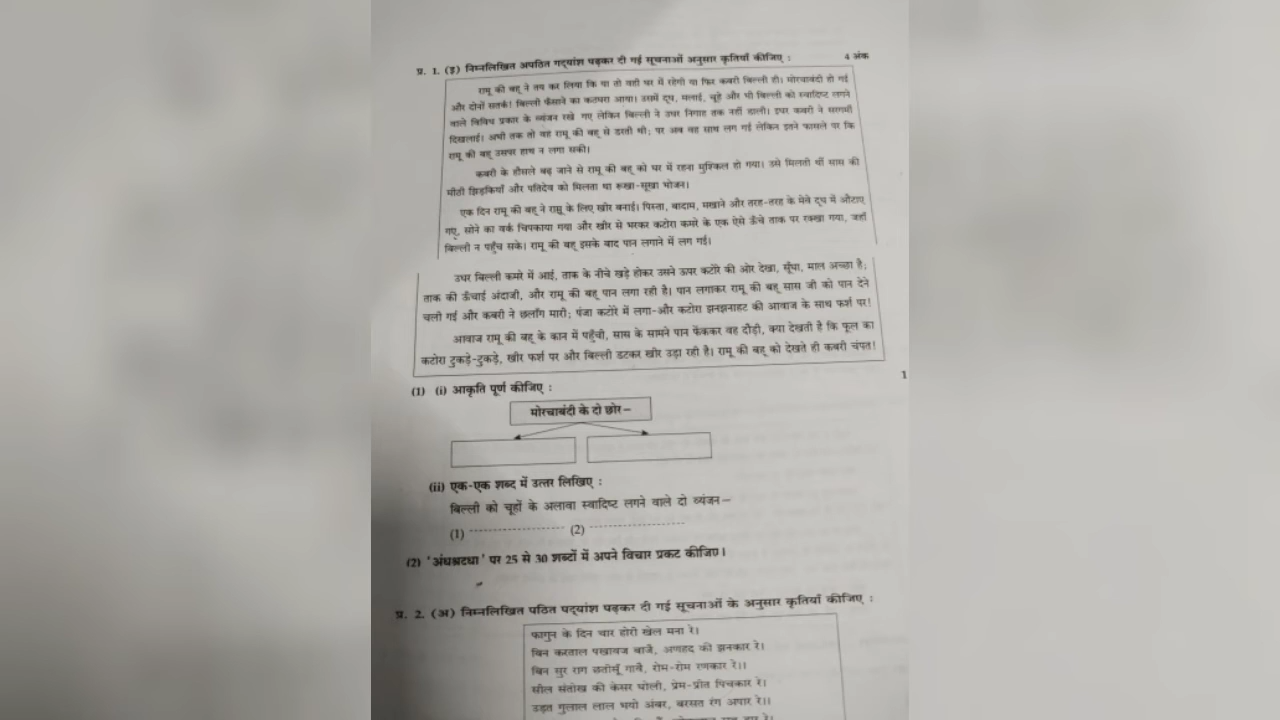 प्र. 1. (इ) निम्नलिखित अपठित गद्यांश पढ़कर दी गई सूचनाओं अनुसार कृतियाँ कीजिए : 4 अंक
रामू की बहू ने तय कर लिया कि या तो वही घर में रहेगी या फिर कबरी बिल्ली ही। मोरचाबंदी हो गई
और दोनों सतर्क! बिल्ली फँसाने का कठघरा आया। उसमें दूध, मलाई, चूहे और भी बिल्ली को स्वादिष्ट लगने
वाले विविध प्रकार के व्यंजन रखे गए लेकिन बिल्ली ने उधर निगाह तक नहीं डाली। इधर कबरी ने सरगर्मी
दिखलाई। अभी तक तो वह रामू की बहू से डरती थी; पर अब वह साथ लग गई लेकिन इतने फासले पर कि
रामू की बहू उसपर हाथ न लगा सकी।
कबरी के हौसले बढ़ जाने से रामू की बहू को घर में रहना मुश्किल हो गया। उसे मिलती थीं सास की
मीठी झिड़कियाँ और पतिदेव को मिलता था रूखा-सूखा भोजन।
एक दिन रामू की बहू ने रामू के लिए खीर बनाई। पिस्ता, बादाम, मखाने और तरह-तरह के मेवे दूध में औटाए
गए, सोने का वर्क चिपकाया गया और खीर से भरकर कटोरा कमरे के एक ऐसे ऊँचे ताक पर रक्खा गया, जहाँ
बिल्ली न पहुँच सके। रामू की बहू इसके बाद पान लगाने में लग गई।
उधर बिल्ली कमरे में आई, ताक के नीचे खड़े होकर उसने ऊपर कटोरे की ओर देखा, सूँघा, माल अच्छा है;
ताक की ऊँचाई अंदाजी, और रामू की बहू पान लगा रही है। पान लगाकर रामू की बहू सास जी को पान देने
चली गई और कबरी ने छलाँग मारी; पंजा कटोरे में लगा-और कटोरा झनझनाहट की आवाज के साथ फर्श पर!
आवाज रामू की बहू के कान में पहुँची, सास के सामने पान फेंककर वह दौड़ी, क्या देखती है कि फूल का
कटोरा टुकड़े-टुकड़े, खीर फर्श पर और बिल्ली डटकर खीर उड़ा रही है। रामू की बहू को देखते ही कबरी चंपत!
(1) (i) आकृति पूर्ण कीजिए : 1
मोरचाबंदी के दो छोर–
(ii) एक-एक शब्द में उत्तर लिखिए :
बिल्ली को चूहों के अलावा स्वादिष्ट लगने वाले दो व्यंजन–
(1) ------------------- (2) -------------------
(2) 'अंधश्रद्धा' पर 25 से 30 शब्दों में अपने विचार प्रकट कीजिए।
प्र. 2. (अ) निम्नलिखित पठित पद्यांश पढ़कर दी गई सूचनाओं के अनुसार कृतियाँ कीजिए :
फागुन के दिन चार होरी खेल मना रे।
बिन करताल पखावज बाजै, अणहद की झनकार रे।
बिन सुर राग छतीसूँ गावै, रोम-रोम रणकार रे।।
सील संतोख की केसर घोली, प्रेम-प्रीत पिचकार रे।
उड़त गुलाल लाल भयो अंबर, बरसत रंग अपार रे।।